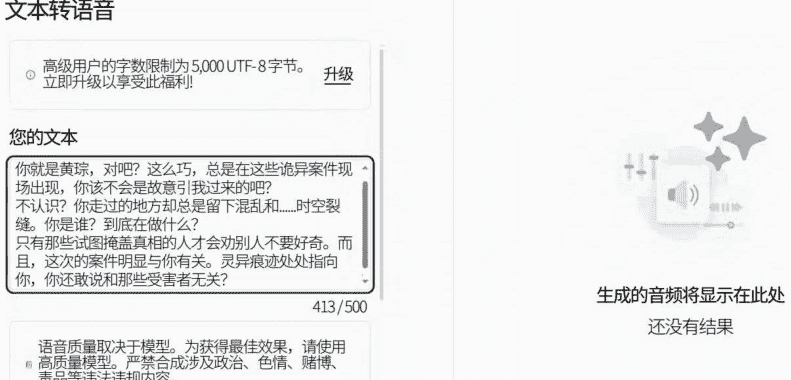 文本转语音
高级用户的字数限制为 5,000 UTF-8 字节。
立即升级以享受此福利!
升级
您的文本
你就是黄琮，对吧？这么巧，总是在这些诡异案件现
场出现，你该不会是故意引我过来的吧？
不认识？你走过的地方却总是留下混乱和......时空裂
缝。你是谁？到底在做什么？
只有那些试图掩盖真相的人才会劝别人不要好奇。而
且，这次的案件明显与你有关。灵异痕迹处处指向
你，你还敢说和那些受害者无关？
413 / 500
语音质量取决于模型。为获得最佳效果，请使用
高质量模型。严禁合成涉及政治、色情、赌博、
毒品等违法违规内容。
生成的音频将显示在此处
还没有结果